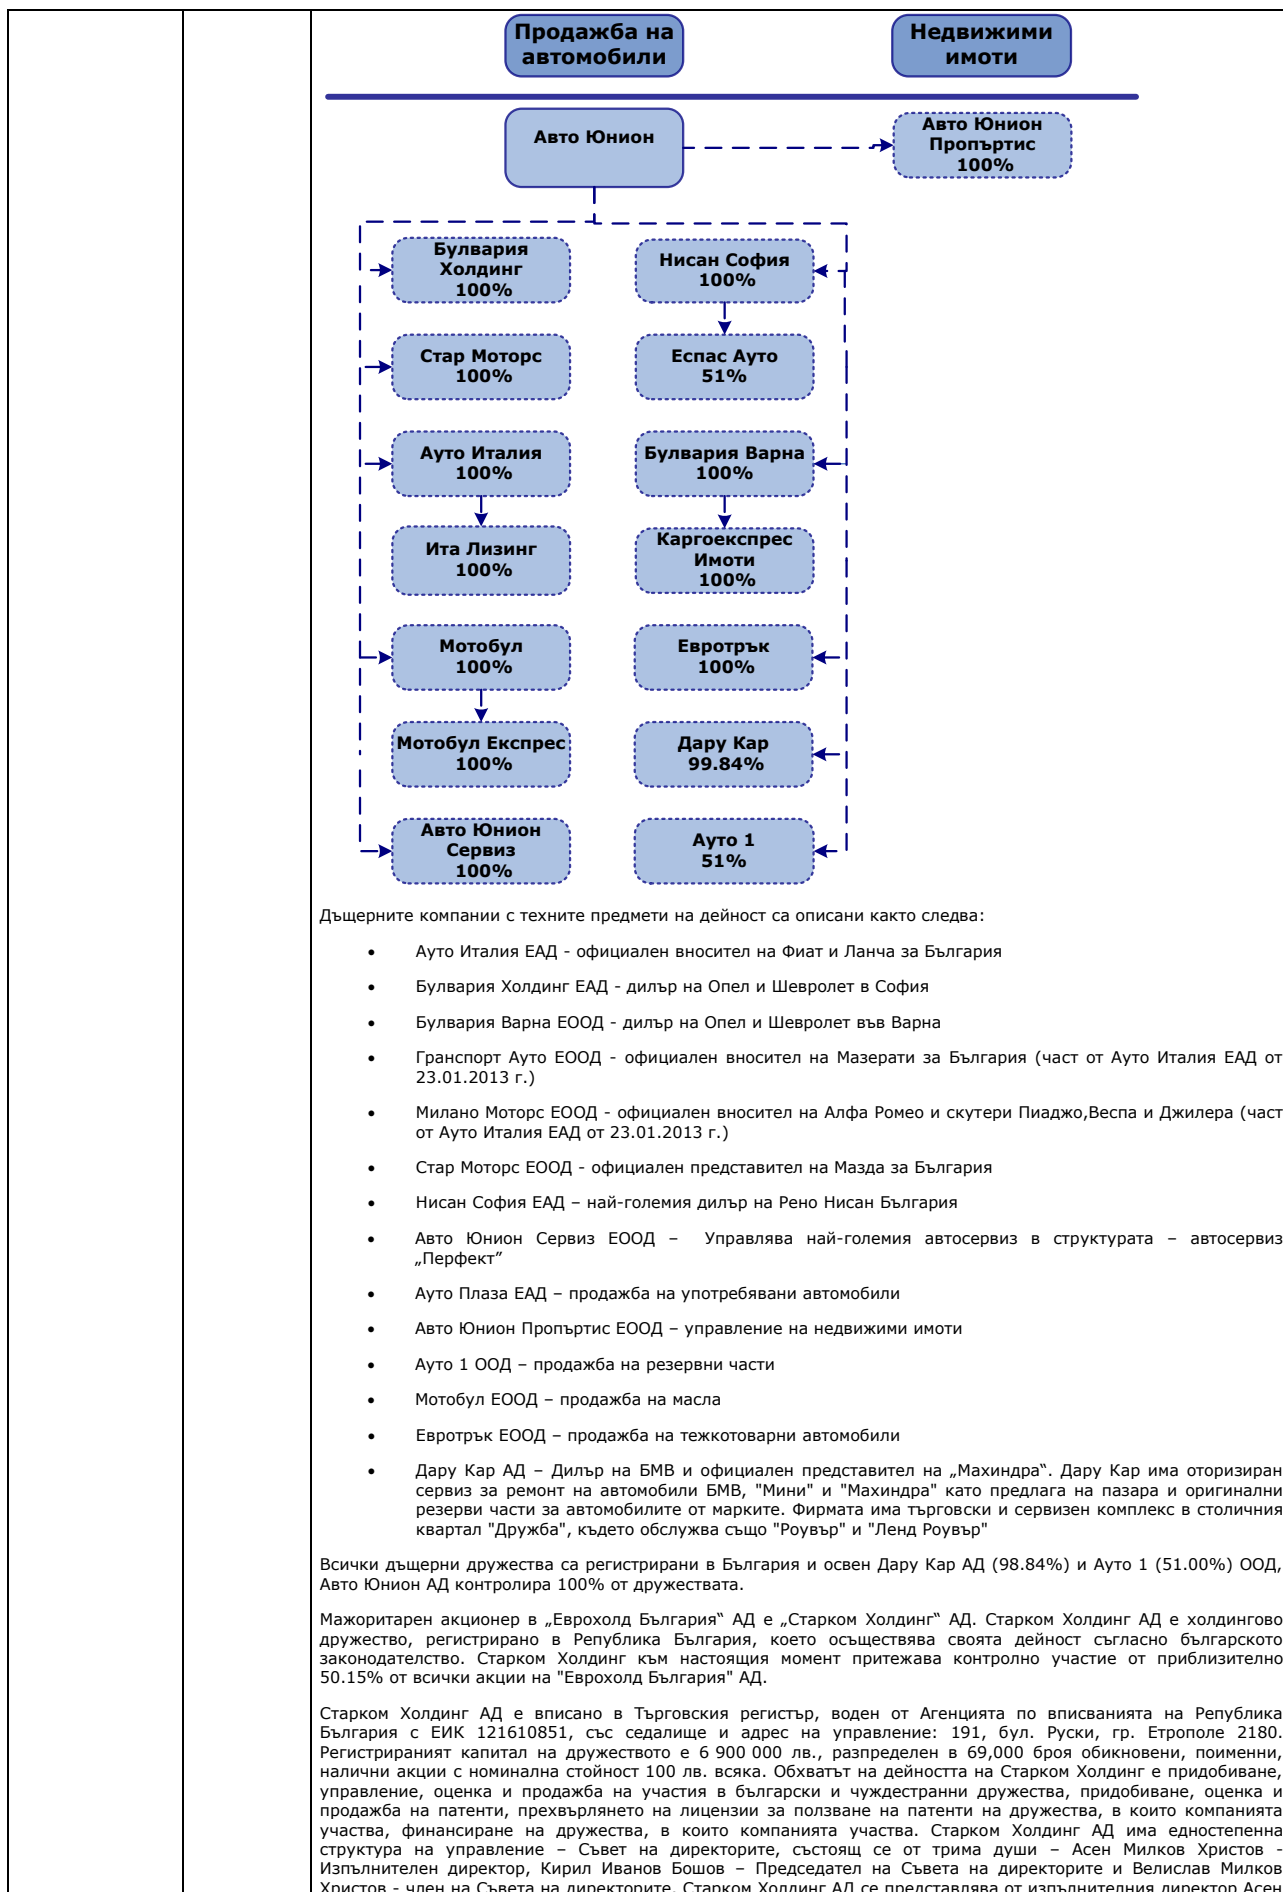 Продажба на
автомобили
Недвижими
имоти
Авто Юнион
Авто Юнион
Пропъртис
100%
Булвария
Холдинг
100%
Нисан София
100%
Стар Моторс
100%
Еспас Ауто
51%
Ауто Италия
100%
Булвария Варна
100%
Ита Лизинг
100%
Каргоекспрес
Имоти
100%
Мотобул
100%
Евротрък
100%
Мотобул Експрес
100%
Дару Кар
99.84%
Авто Юнион
Сервиз
100%
Ауто 1
51%
Дъщерните компании с техните предмети на дейност са описани както следва:
• Ауто Италия ЕАД - официален вносител на Фиат и Ланча за България
• Булвария Холдинг ЕАД - дилър на Опел и Шевролет в София
• Булвария Варна ЕООД - дилър на Опел и Шевролет във Варна
• Гранспорт Ауто ЕООД - официален вносител на Мазерати за България (част от Ауто Италия ЕАД от
23.01.2013 г.)
• Милано Моторс ЕООД - официален вносител на Алфа Ромео и скутери Пиаджо,Веспа и Джилера (част
от Ауто Италия ЕАД от 23.01.2013 г.)
• Стар Моторс ЕООД - официален представител на Мазда за България
• Нисан София ЕАД – най-големия дилър на Рено Нисан България
• Авто Юнион Сервиз ЕООД – Управлява най-големия автосервиз в структурата – автосервиз
„Перфект”
• Ауто Плаза ЕАД – продажба на употребявани автомобили
• Авто Юнион Пропъртис ЕООД – управление на недвижими имоти
• Ауто 1 ООД – продажба на резервни части
• Мотобул ЕООД – продажба на масла
• Евротрък ЕООД – продажба на тежкотоварни автомобили
• Дару Кар АД – Дилър на БМВ и официален представител на „Махиндра“. Дару Кар има оторизиран
сервиз за ремонт на автомобили БМВ, "Мини" и "Махиндра" като предлага на пазара и оригинални
резерви части за автомобилите от марките. Фирмата има търговски и сервизен комплекс в столичния
квартал "Дружба", където обслужва също "Роувър" и "Ленд Роувър"
Всички дъщерни дружества са регистрирани в България и освен Дару Кар АД (98.84%) и Ауто 1 (51.00%) ООД,
Авто Юнион АД контролира 100% от дружествата.
Мажоритарен акционер в „Еврохолд България“ АД е „Старком Холдинг“ АД. Старком Холдинг АД е холдингово
дружество, регистрирано в Република България, което осъществява своята дейност съгласно българското
законодателство. Старком Холдинг към настоящия момент притежава контролно участие от приблизително
50.15% от всички акции на "Еврохолд България" АД.
Старком Холдинг АД е вписано в Търговския регистър, воден от Агенцията по вписванията на Република
България с ЕИК 121610851, със седалище и адрес на управление: 191, бул. Руски, гр. Етрополе 2180.
Регистрираният капитал на дружеството е 6 900 000 лв., разпределен в 69,000 броя обикновени, поименни,
налични акции с номинална стойност 100 лв. всяка. Обхватът на дейността на Старком Холдинг е придобиване,
управление, оценка и продажба на участия в български и чуждестранни дружества, придобиване, оценка и
продажба на патенти, прехвърлянето на лицензии за ползване на патенти на дружества, в които компанията
участва, финансиране на дружества, в които компанията участва. Старком Холдинг АД има едностепенна
структура на управление – Съвет на директорите, състоящ се от трима души – Асен Милков Христов -
Изпълнителен директор, Кирил Иванов Бошов – Председател на Съвета на директорите и Велислав Милков
Христов - член на Съвета на директорите. Старком Холдинг АД се представлява от изпълнителния директор Асен